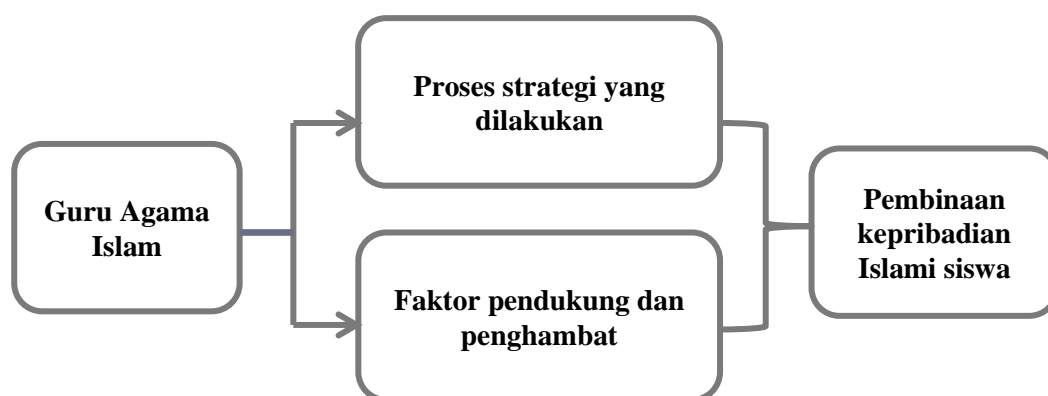 Guru Agama
Islam
Proses strategi yang
dilakukan
Faktor pendukung dan
penghambat
Pembinaan
kepribadian
Islami siswa